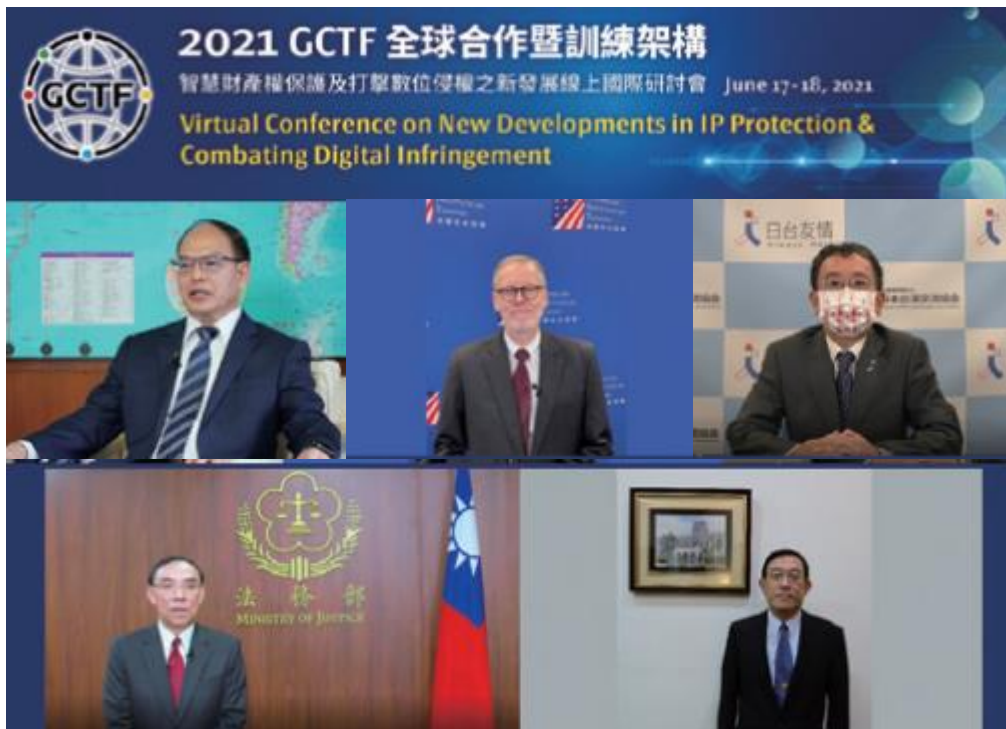 GCTF
2021 GCTF 全球合作暨訓練架構
智慧財產權保護及打擊數位侵權之新發展線上國際研討會 June 17-18, 2021
Virtual Conference on New Developments in IP Protection &
Combating Digital Infringement
日台友情
法務部
MINISTRY OF JUSTICE